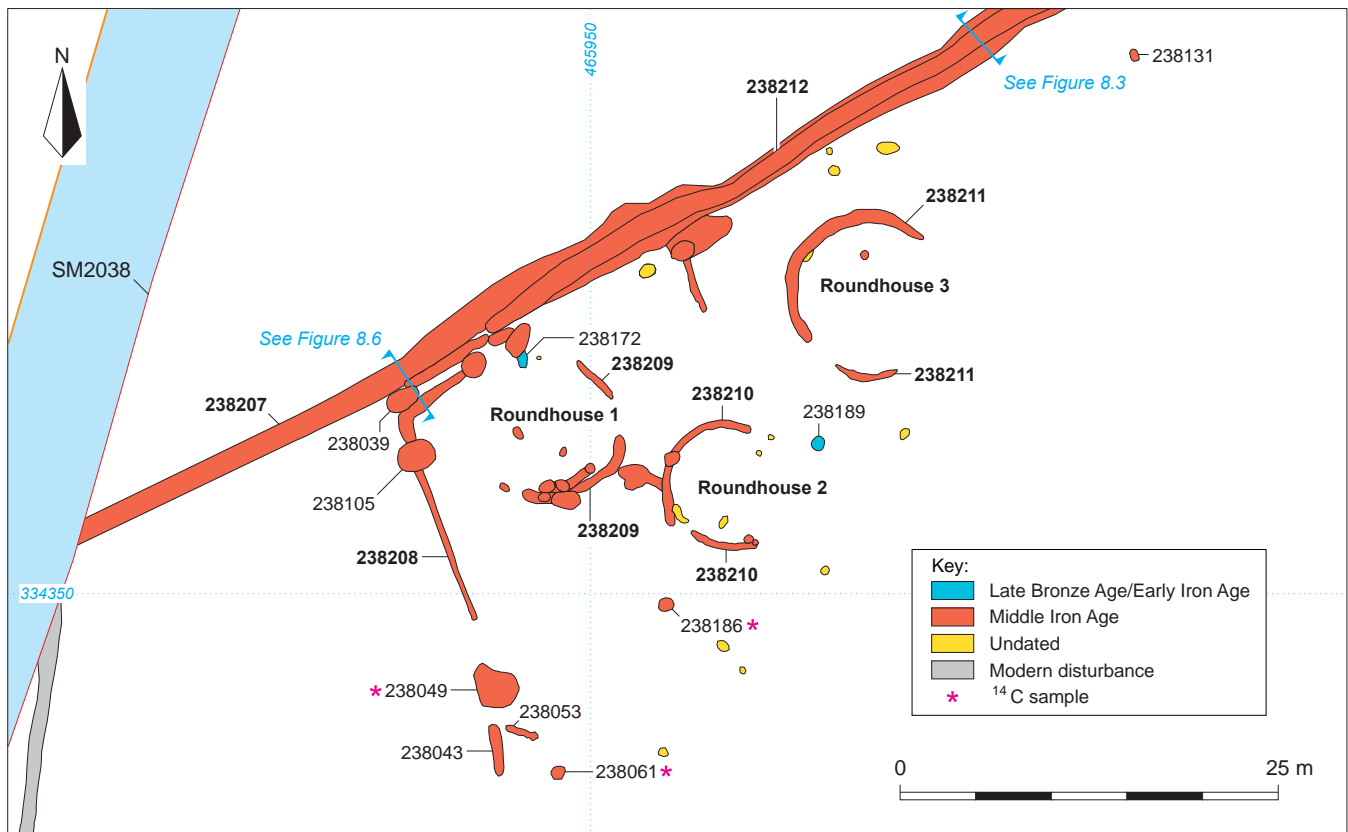 N
465950
238131
See Figure 8.3
238212
238211
SM2038
Roundhouse 3
See Figure 8.6
238172
238209
238211
238210
238207
Roundhouse 1
238189
238039
Roundhouse 2
238105
238209
238208
238210
334350
238186 *
* 238049
238053
238043
238061 *
Key:
Late Bronze Age/Early Iron Age
Middle Iron Age
Undated
Modern disturbance
* 14C sample
0 25 m